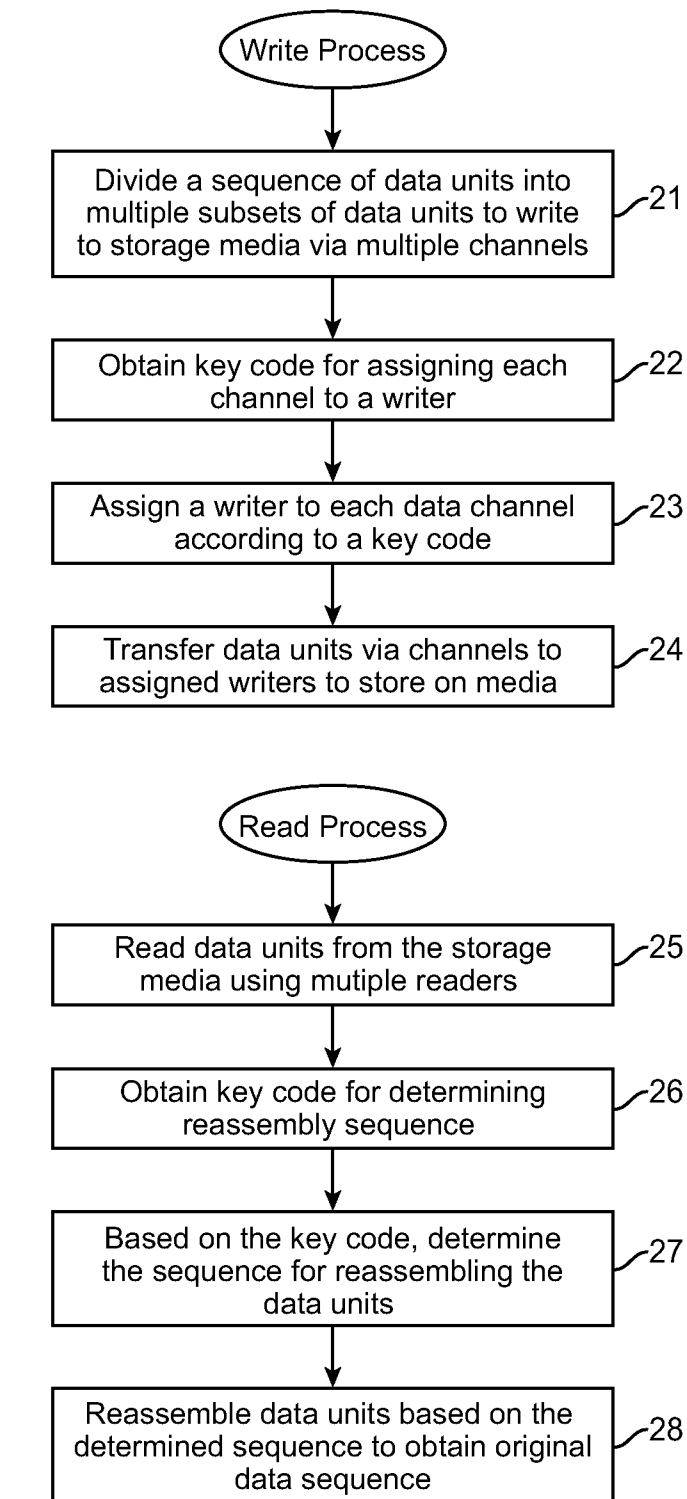 Write Process
Divide a sequence of data units into
multiple subsets of data units to write
to storage media via multiple channels
21
Obtain key code for assigning each
channel to a writer
22
Assign a writer to each data channel
according to a key code
23
Transfer data units via channels to
assigned writers to store on media
24
Read Process
Read data units from the storage
media using mutiple readers
25
Obtain key code for determining
reassembly sequence
26
Based on the key code, determine
the sequence for reassembling the
data units
27
Reassemble data units based on the
determined sequence to obtain original
data sequence
28